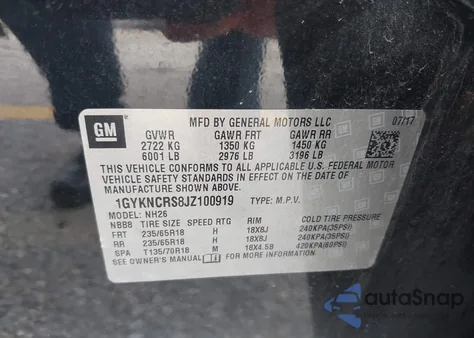 GM
MFD BY GENERAL MOTORS LLC 07/17
GVWR GAWR FRT GAWR RR
2722 KG 1350 KG 1450 KG
6001 LB 2976 LB 3196 LB
THIS VEHICLE CONFORMS TO ALL APPLICABLE U.S. FEDERAL MOTOR
VEHICLE SAFETY AND THEFT PREVENTION STANDARDS IN EFFECT ON
THE DATE OF MANUFACTURE SHOWN ABOVE.
1GYKNCRS8JZ100919 TYPE: M.P.V.
MODEL: NH26
NBB8 TIRE SIZE SPEED RTG RIM COLD TIRE PRESSURE
FRT 235/65R18 H 18X8J 240KPA(35PSI)
RR 235/65R18 H 18X8J 240KPA(35PSI)
SPA T135/70R18 M 18X4.5B 420KPA(60PSI)
SEE OWNER'S MANUAL FOR MORE INFORMATION.
autoSnap